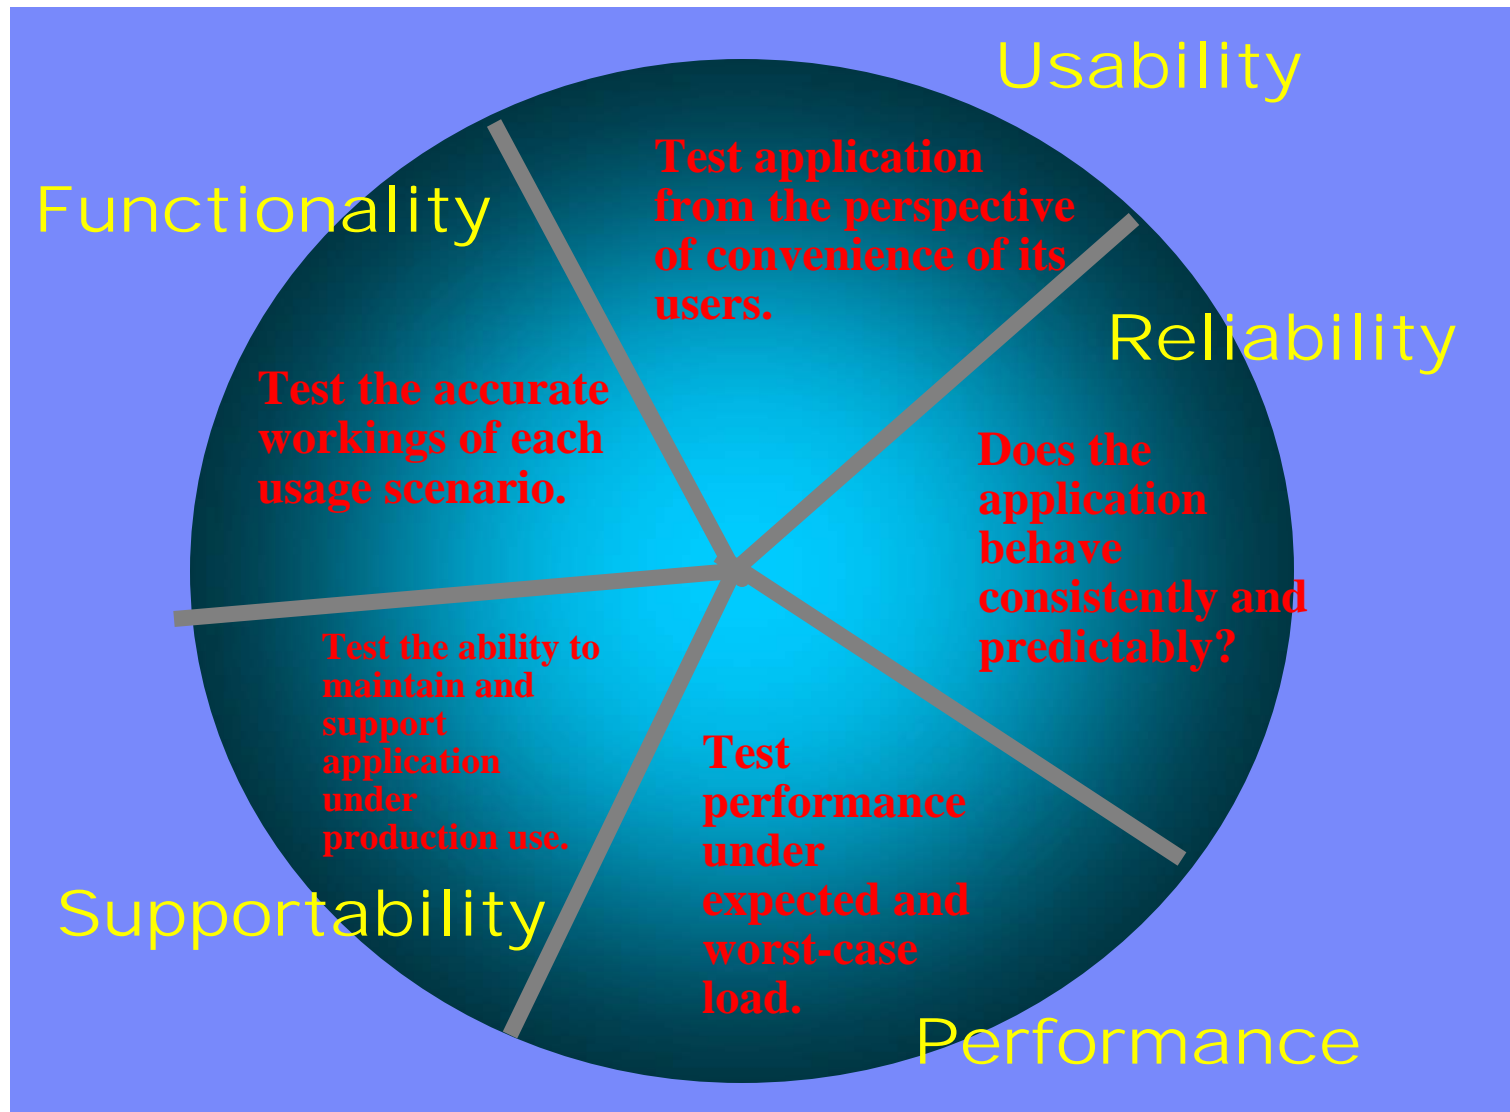 Usability
Test application
from the perspective
of convenience of its
users.
Functionality
Test the accurate
workings of each
usage scenario.
Reliability
Does the
application
behave
consistently and
predictably?
Test the ability to
maintain and
support
application
under
production use.
Supportability
Test
performance
under
expected and
worst-case
load.
Performance